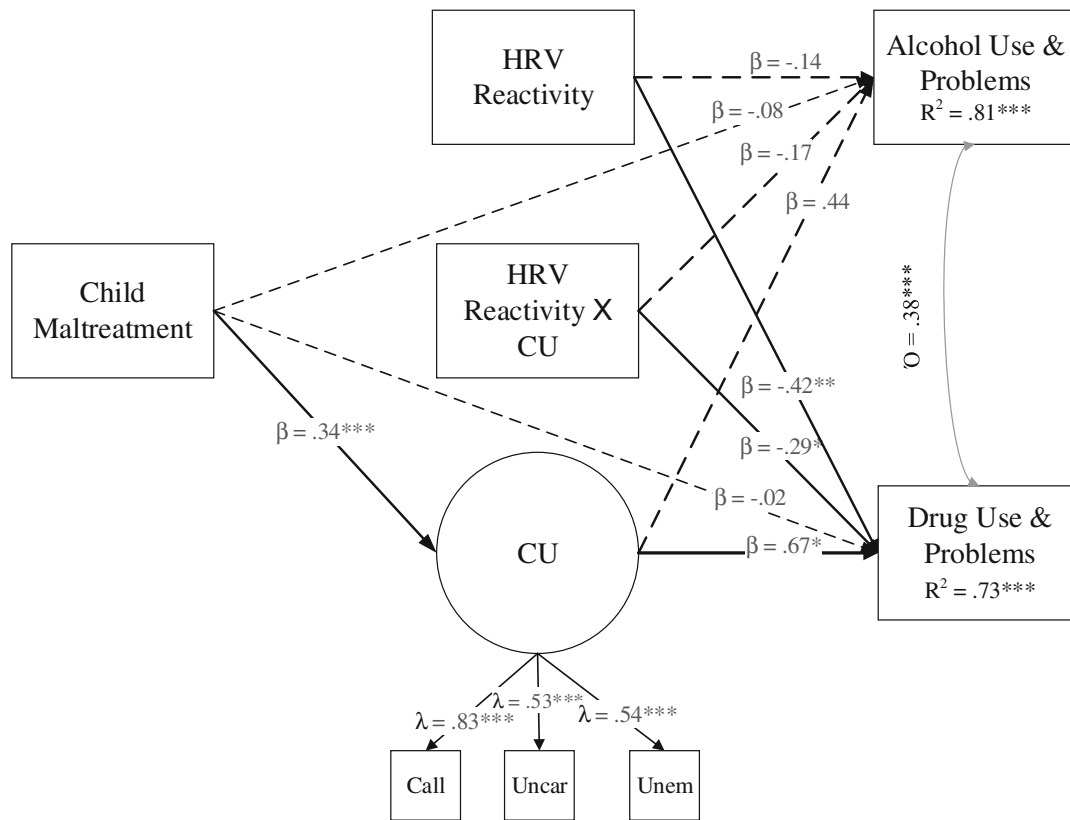 HRV
Reactivity
Alcohol Use &
Problems
R² = .81***
β = -.14
β = -.08
β = -.17
β = .44
Child
Maltreatment
HRV
Reactivity X
CU
Ό = .38***
β = -.42**
β = -.29*
β = .34***
β = -.02
CU
β = .67*
Drug Use &
Problems
R² = .73***
λ = .83***
λ = .53***
λ = .54***
Call
Uncar
Unem